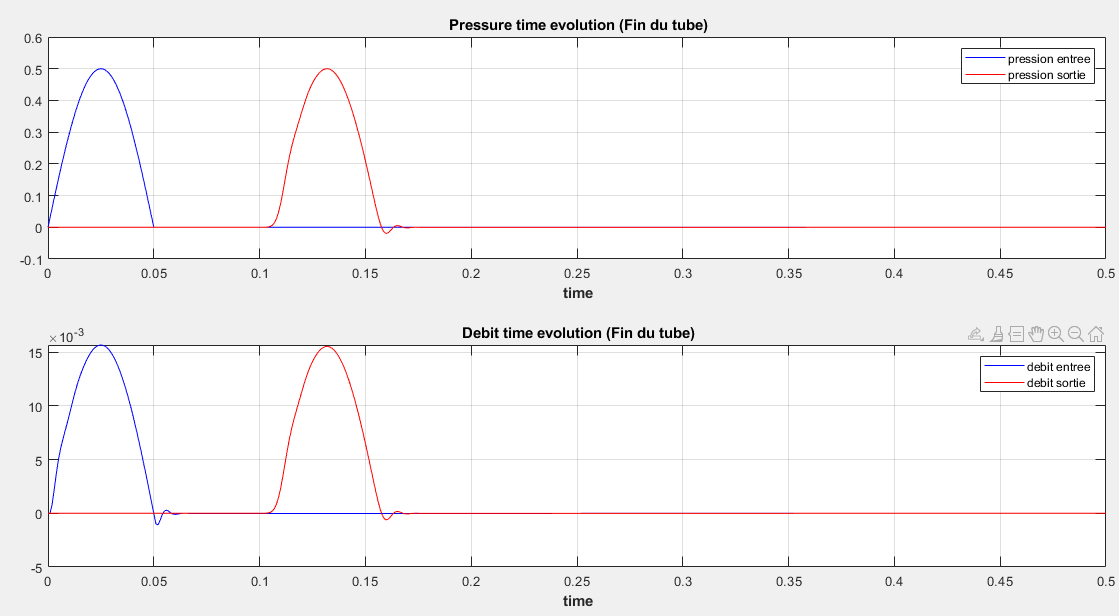 Pressure time evolution (Fin du tube)
0.6
0.5
0.4
0.3
0.2
0.1
0
-0.1
pression entree
pression sortie
0 0.05 0.1 0.15 0.2 0.25 0.3 0.35 0.4 0.45 0.5
time
Debit time evolution (Fin du tube)
×10-3
15
10
5
0
-5
debit entree
debit sortie
0 0.05 0.1 0.15 0.2 0.25 0.3 0.35 0.4 0.45 0.5
time